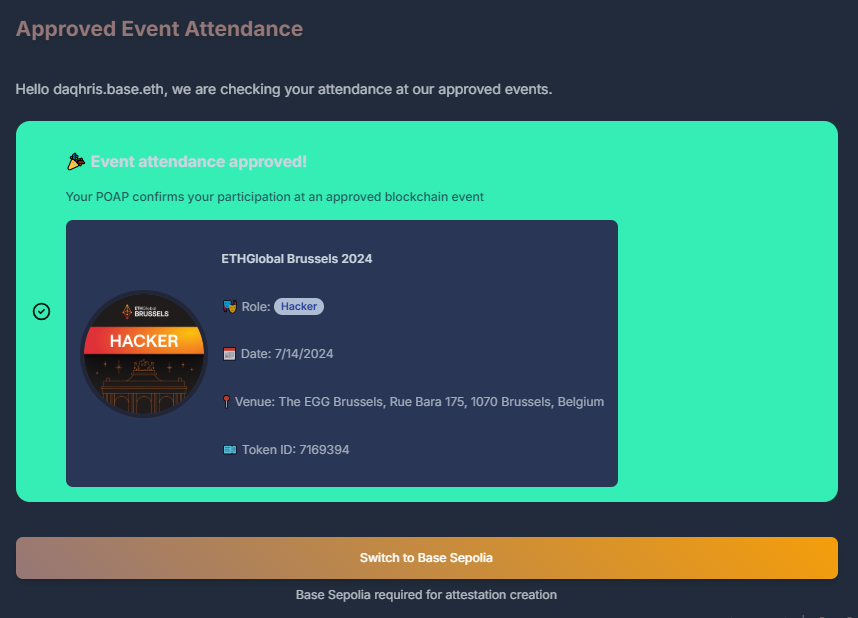 Approved Event Attendance
Hello daqhris.base.eth, we are checking your attendance at our approved events.
Event attendance approved!
Your POAP confirms your participation at an approved blockchain event
ETHGlobal Brussels 2024
ETHGlobal
BRUSSELS
HACKER
Role: Hacker
Date: 7/14/2024
Venue: The EGG Brussels, Rue Bara 175, 1070 Brussels, Belgium
Token ID: 7169394
Switch to Base Sepolia
Base Sepolia required for attestation creation